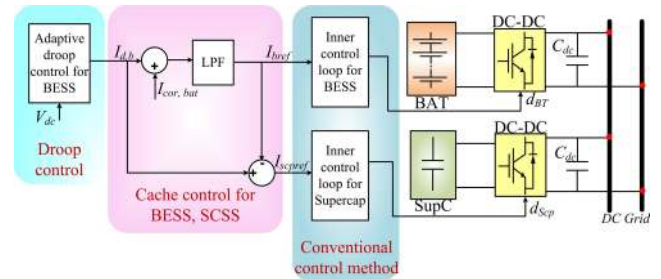 Adaptive
droop
control for
BESS
V_dc
Droop
control
I_d,b
I_cor, bat
LPF
I_bref
I_scpref
Cache control for
BESS, SCSS
Inner
control
loop for
BESS
Inner
control
loop for
Supercap
Conventional
control method
BAT
DC-DC
C_dc
d_BT
SupC
DC-DC
C_dc
d_Scp
DC Grid